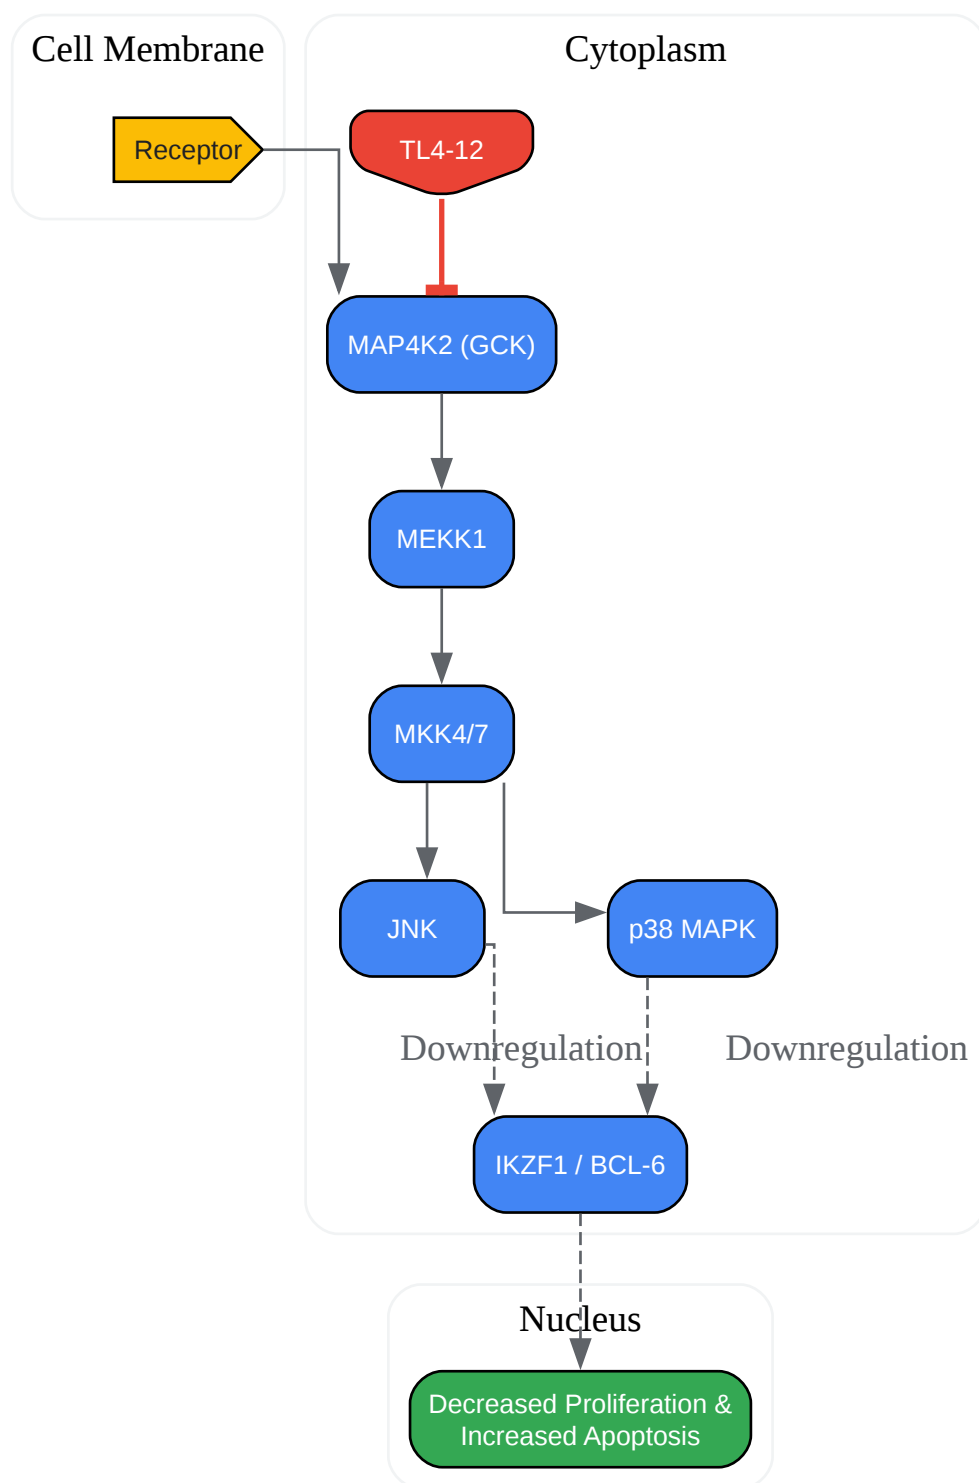 Cell Membrane
Cytoplasm
Receptor
TL4-12
MAP4K2 (GCK)
MEKK1
MKK4/7
JNK
p38 MAPK
Downregulation
Downregulation
IKZF1 / BCL-6
Nucleus
Decreased Proliferation &
Increased Apoptosis